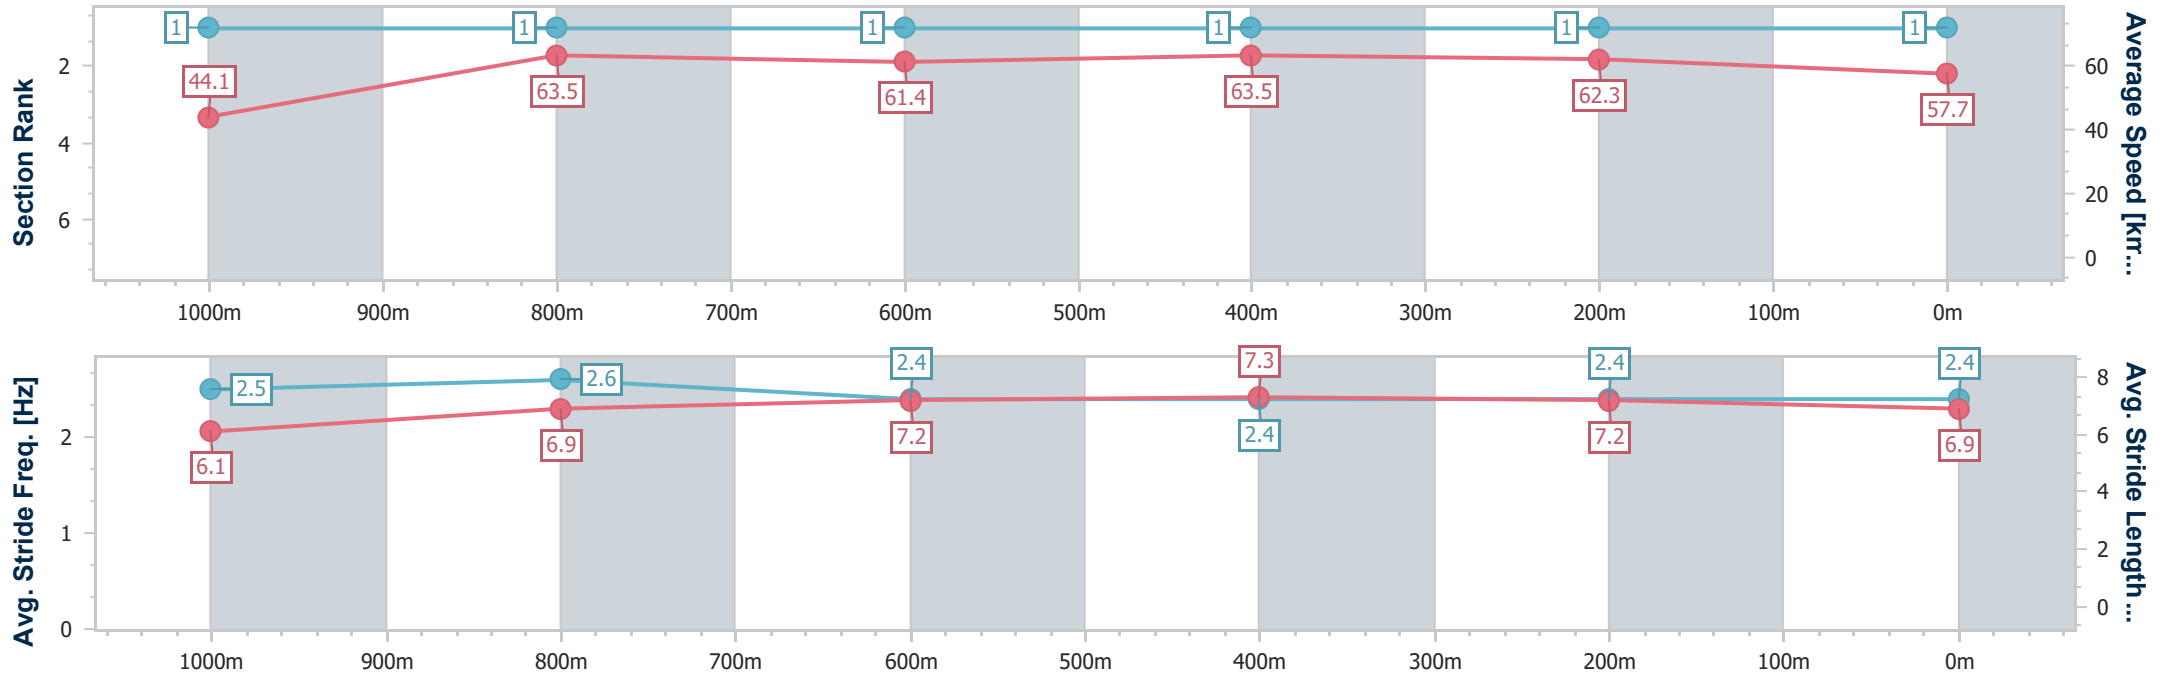 Section Rank
2
4
6
1
1
1
1
1
1
44.1
63.5
61.4
63.5
62.3
57.7
60
40
20
0
Average Speed [km...
1000m
900m
800m
700m
600m
500m
400m
300m
200m
100m
0m
Avg. Stride Freq. [Hz]
2
1
0
2.5
2.6
2.4
2.4
2.4
2.4
6.1
6.9
7.2
7.3
7.2
6.9
8
6
4
2
0
Avg. Stride Length...
1000m
900m
800m
700m
600m
500m
400m
300m
200m
100m
0m